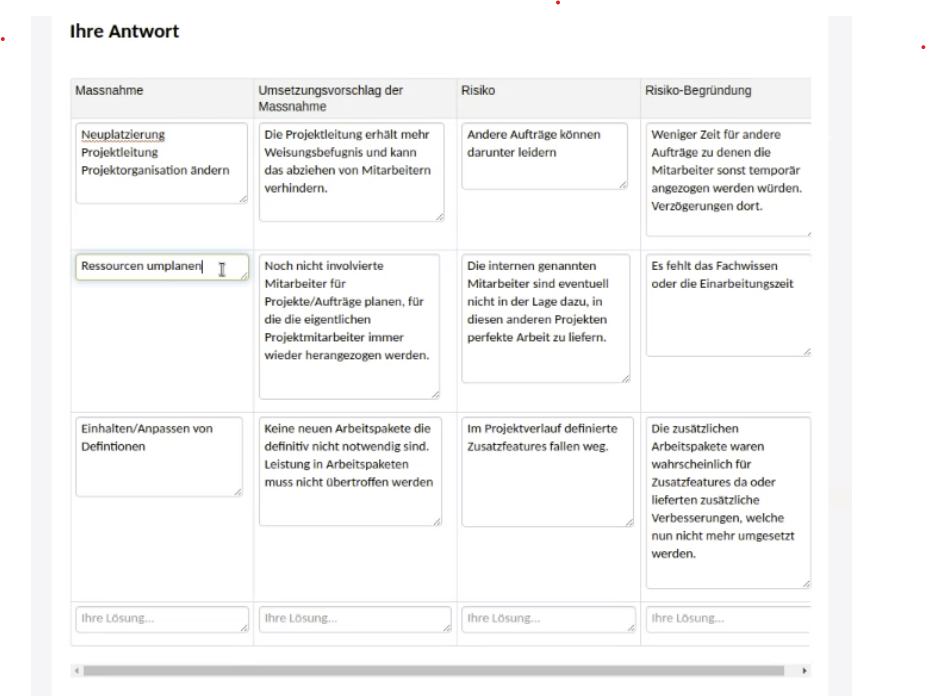 Ihre Antwort
Massnahme
Umsetzungsvorschlag der
Massnahme
Risiko
Risiko-Begründung
Neuplatzierung
Projektleitung
Projektorganisation ändern
Die Projektleitung erhält mehr
Weisungsbefugnis und kann
das abziehen von Mitarbeitern
verhindern.
Andere Aufträge können
darunter leidern
Weniger Zeit für andere
Aufträge zu denen die
Mitarbeiter sonst temporär
angezogen werden würden.
Verzögerungen dort.
Ressourcen umplanen
Noch nicht involvierte
Mitarbeiter für
Projekte/Aufträge planen, für
die die eigentlichen
Projektmitarbeiter immer
wieder herangezogen werden.
Die internen genannten
Mitarbeiter sind eventuell
nicht in der Lage dazu, in
diesen anderen Projekten
perfekte Arbeit zu liefern.
Es fehlt das Fachwissen
oder die Einarbeitungszeit
Einhalten/Anpassen von
Defintionen
Keine neuen Arbeitspakete die
definitiv nicht notwendig sind.
Leistung in Arbeitspaketen
muss nicht übertroffen werden
Im Projektverlauf definierte
Zusatzfeatures fallen weg.
Die zusätzlichen
Arbeitspakete waren
wahrscheinlich für
Zusatzfeatures da oder
lieferten zusätzliche
Verbesserungen, welche
nun nicht mehr umgesetzt
werden.
Ihre Lösung...
Ihre Lösung...
Ihre Lösung...
Ihre Lösung...